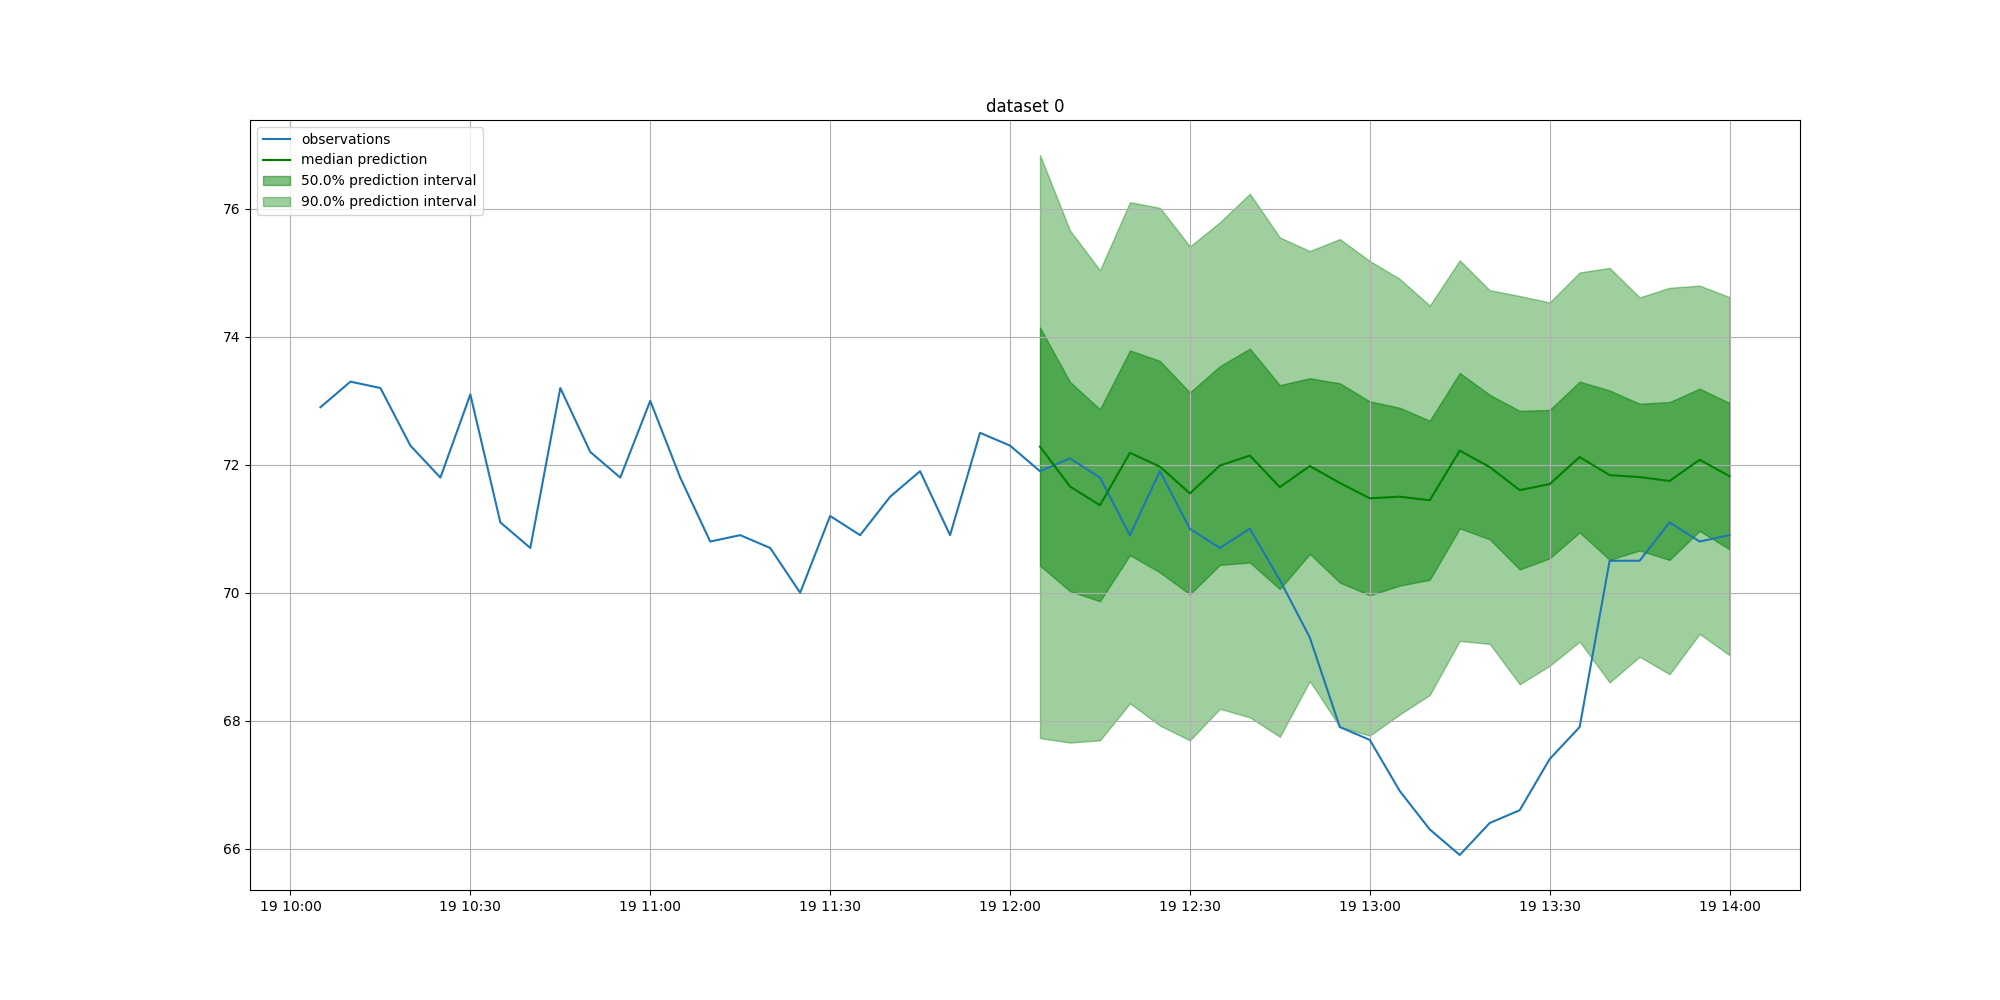 dataset 0
observations
median prediction
50.0% prediction interval
90.0% prediction interval
76
74
72
70
68
66
19 10:00 19 10:30 19 11:00 19 11:30 19 12:00 19 12:30 19 13:00 19 13:30 19 14:00